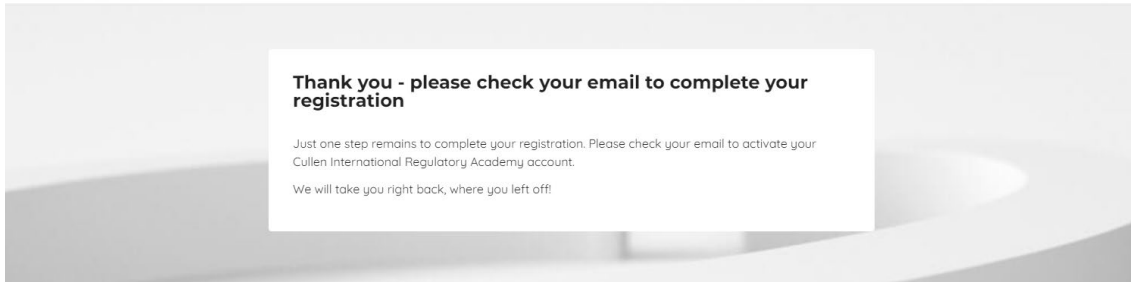 Thank you - please check your email to complete your
registration
Just one step remains to complete your registration. Please check your email to activate your
Cullen International Regulatory Academy account.
We will take you right back, where you left off!